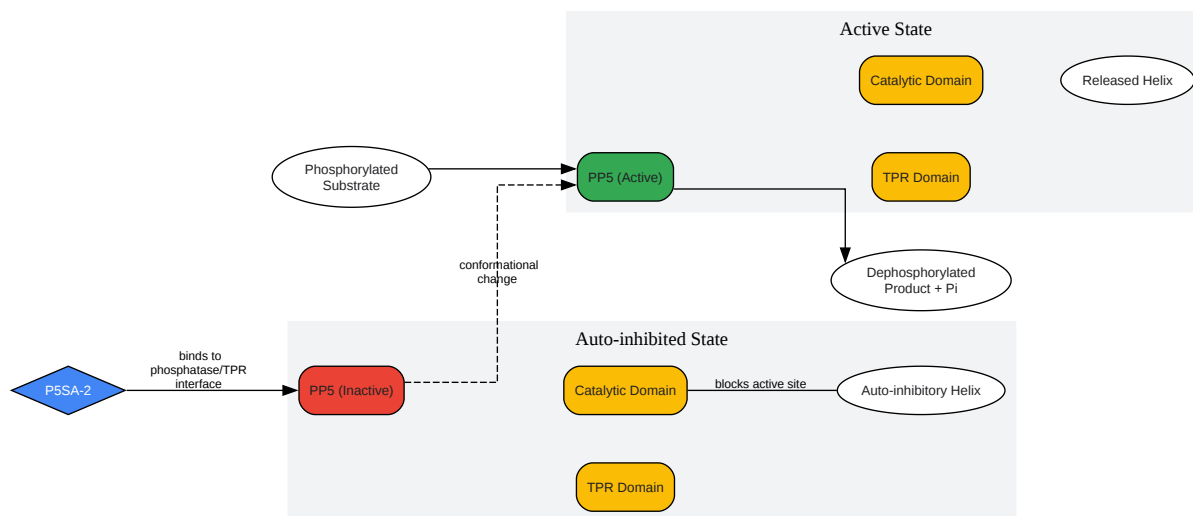 Active State
Catalytic Domain
Released Helix
Phosphorylated
Substrate
PP5 (Active)
TPR Domain
conformational
change
Dephosphorylated
Product + Pi
Auto-inhibited State
P5SA-2
binds to
phosphatase/TPR
interface
PP5 (Inactive)
Catalytic Domain
blocks active site
Auto-inhibitory Helix
TPR Domain